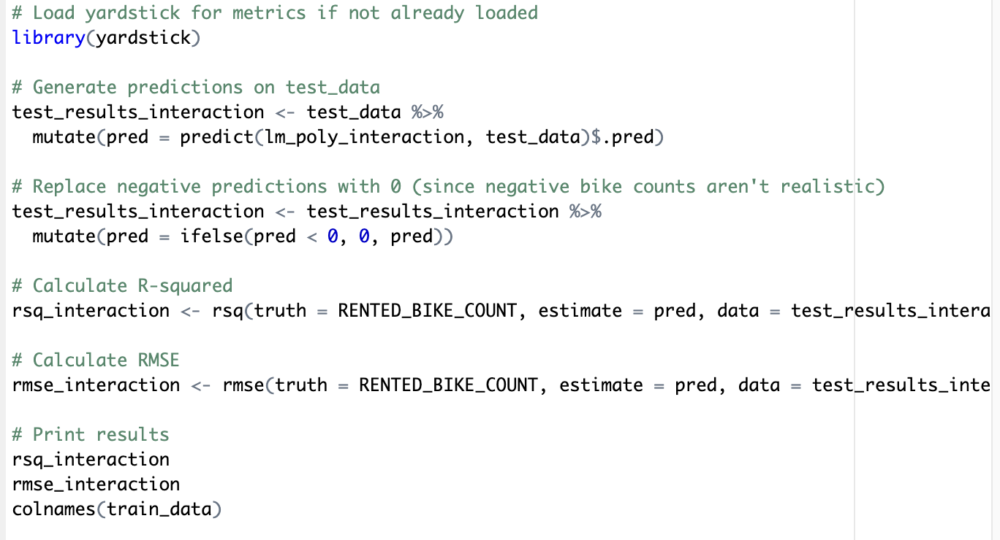 # Load yardstick for metrics if not already loaded
library(yardstick)
# Generate predictions on test_data
test_results_interaction <- test_data %>%
  mutate(pred = predict(lm_poly_interaction, test_data)$.pred)
# Replace negative predictions with 0 (since negative bike counts aren't realistic)
test_results_interaction <- test_results_interaction %>%
  mutate(pred = ifelse(pred < 0, 0, pred))
# Calculate R-squared
rsq_interaction <- rsq(truth = RENTED_BIKE_COUNT, estimate = pred, data = test_results_intera
# Calculate RMSE
rmse_interaction <- rmse(truth = RENTED_BIKE_COUNT, estimate = pred, data = test_results_inte
# Print results
rsq_interaction
rmse_interaction
colnames(train_data)